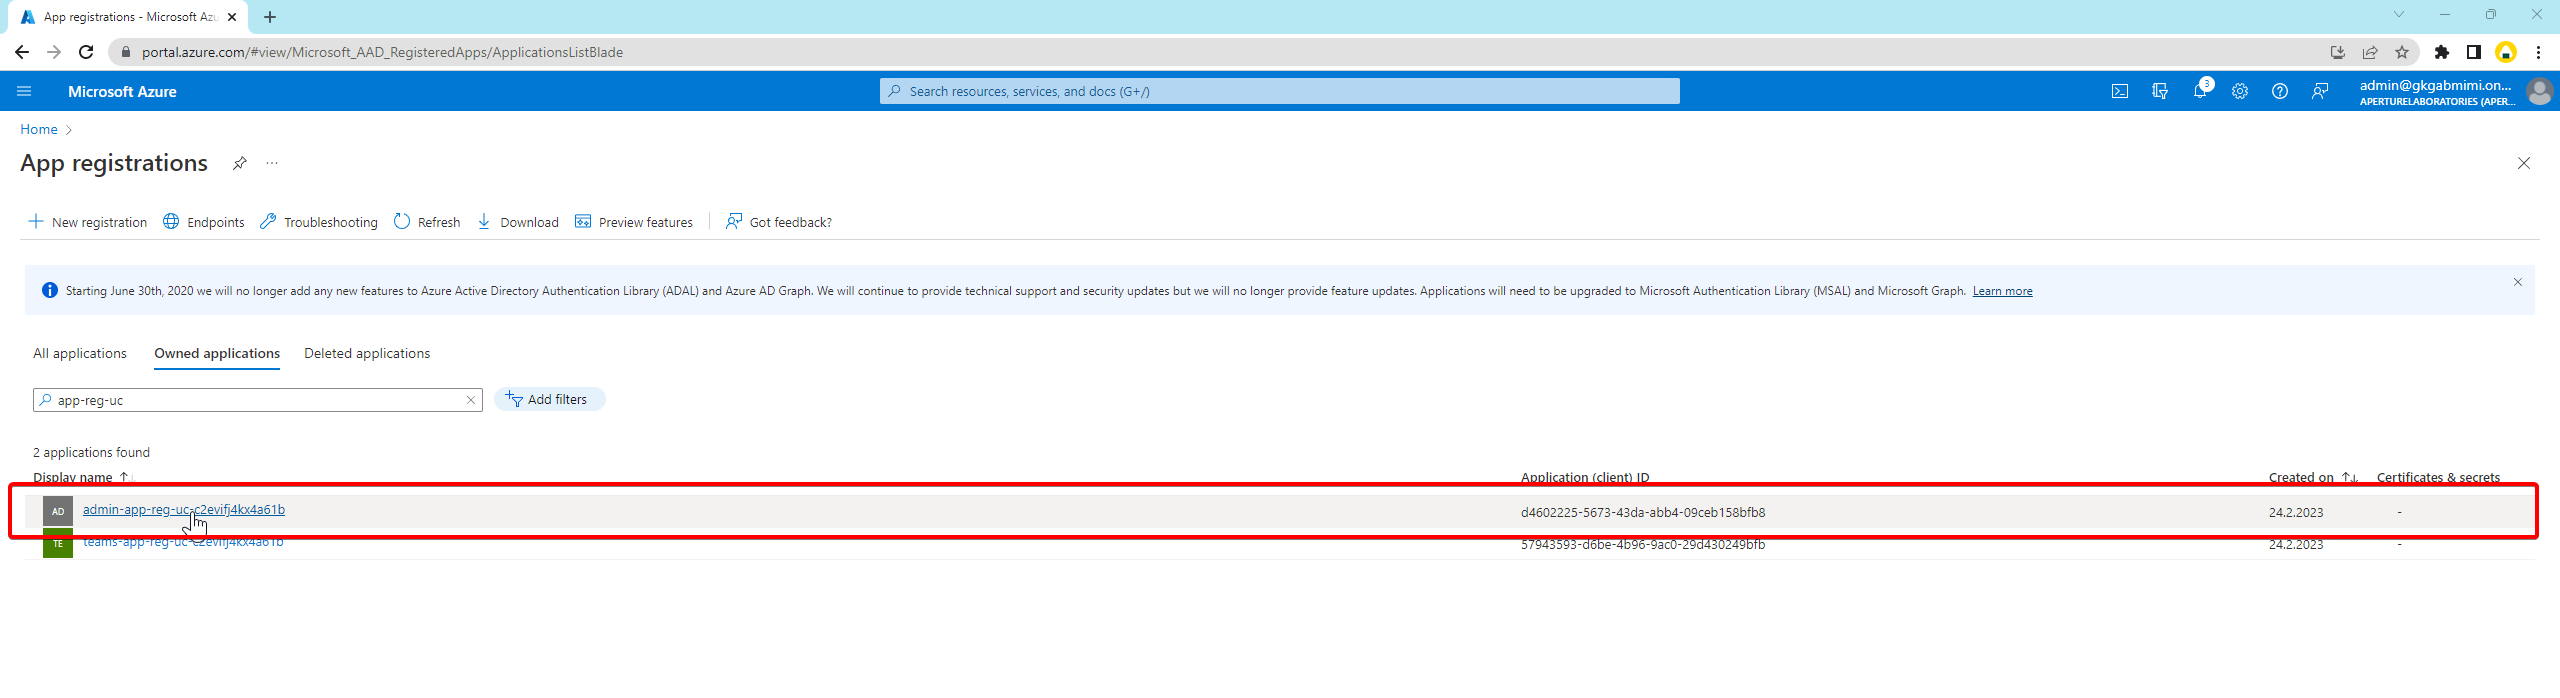 App registrations - Microsoft Azu
portal.azure.com/#view/Microsoft_AAD_RegisteredApps/ApplicationsListBlade
Microsoft Azure
Search resources, services, and docs (G+/)
3
admin@gkgabmimi.on...
APERTURELABORATORIES (APER...
Home
App registrations
New registration
Endpoints
Troubleshooting
Refresh
Download
Preview features
Got feedback?
Starting June 30th, 2020 we will no longer add any new features to Azure Active Directory Authentication Library (ADAL) and Azure AD Graph. We will continue to provide technical support and security updates but we will no longer provide feature updates. Applications will need to be upgraded to Microsoft Authentication Library (MSAL) and Microsoft Graph. Learn more
All applications
Owned applications
Deleted applications
app-reg-uc
Add filters
2 applications found
Display name
Application (client) ID
Created on
Certificates & secrets
AD
admin-app-reg-uc-c2evifj4kx4a61b
d4602225-5673-43da-abb4-09ceb158bfb8
24.2.2023
-
TE
teams-app-reg-uc-c2evifj4kx4a61b
57943593-d6be-4b96-9ac0-29d430249bfb
24.2.2023
-